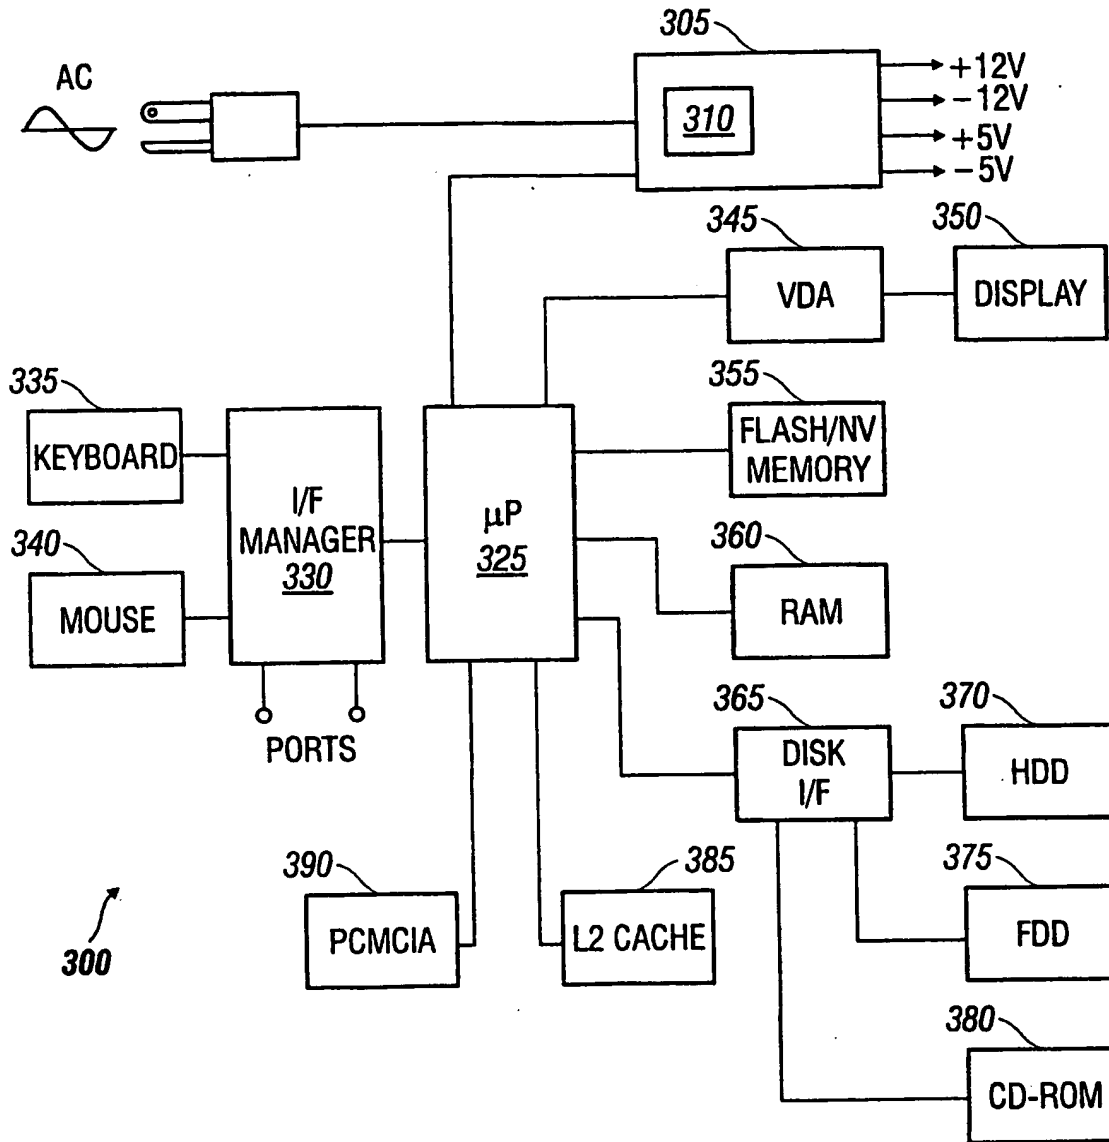 305
AC
310
+12V
-12V
+5V
-5V
345
VDA
350
DISPLAY
335
KEYBOARD
I/F
MANAGER
330
355
FLASH/NV
MEMORY
µP
325
340
MOUSE
360
RAM
PORTS
365
DISK
I/F
370
HDD
390
PCMCIA
385
L2 CACHE
375
FDD
300
380
CD-ROM